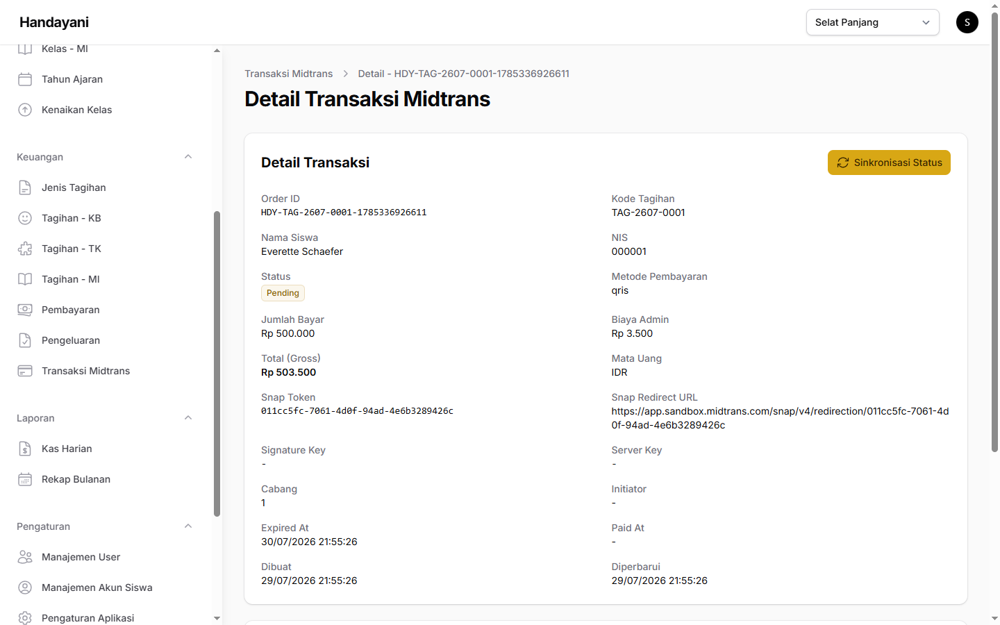 Handayani
Selat Panjang
S
Kelas - MI
Tahun Ajaran
Kenaikan Kelas
Keuangan
Jenis Tagihan
Tagihan - KB
Tagihan - TK
Tagihan - MI
Pembayaran
Pengeluaran
Transaksi Midtrans
Laporan
Kas Harian
Rekap Bulanan
Pengaturan
Manajemen User
Manajemen Akun Siswa
Pengaturan Aplikasi
Transaksi Midtrans > Detail - HDY-TAG-2607-0001-1785336926611
Detail Transaksi Midtrans
Detail Transaksi
Sinkronisasi Status
Order ID
HDY-TAG-2607-0001-1785336926611
Kode Tagihan
TAG-2607-0001
Nama Siswa
Everette Schaefer
NIS
000001
Status
Pending
Metode Pembayaran
qris
Jumlah Bayar
Rp 500.000
Biaya Admin
Rp 3.500
Total (Gross)
Rp 503.500
Mata Uang
IDR
Snap Token
011cc5fc-7061-4d0f-94ad-4e6b3289426c
Snap Redirect URL
https://app.sandbox.midtrans.com/snap/v4/redirection/011cc5fc-7061-4d
0f-94ad-4e6b3289426c
Signature Key
-
Server Key
-
Cabang
1
Initiator
-
Expired At
30/07/2026 21:55:26
Paid At
-
Dibuat
29/07/2026 21:55:26
Diperbarui
29/07/2026 21:55:26